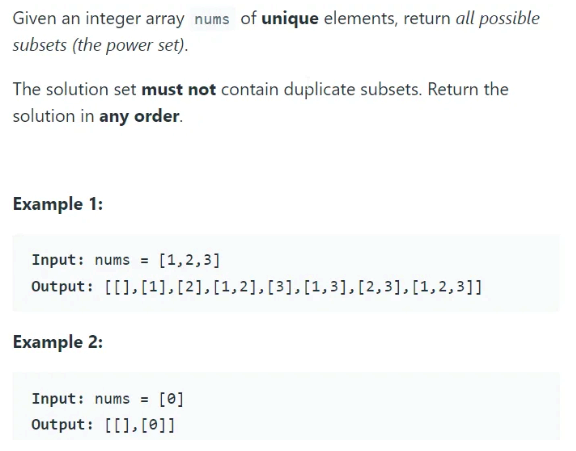 Given an integer array nums of unique elements, return all possible
subsets (the power set).
The solution set must not contain duplicate subsets. Return the
solution in any order.
Example 1:
Input: nums = [1,2,3]
Output: [[],[1],[2],[1,2],[3],[1,3],[2,3],[1,2,3]]
Example 2:
Input: nums = [0]
Output: [[],[0]]